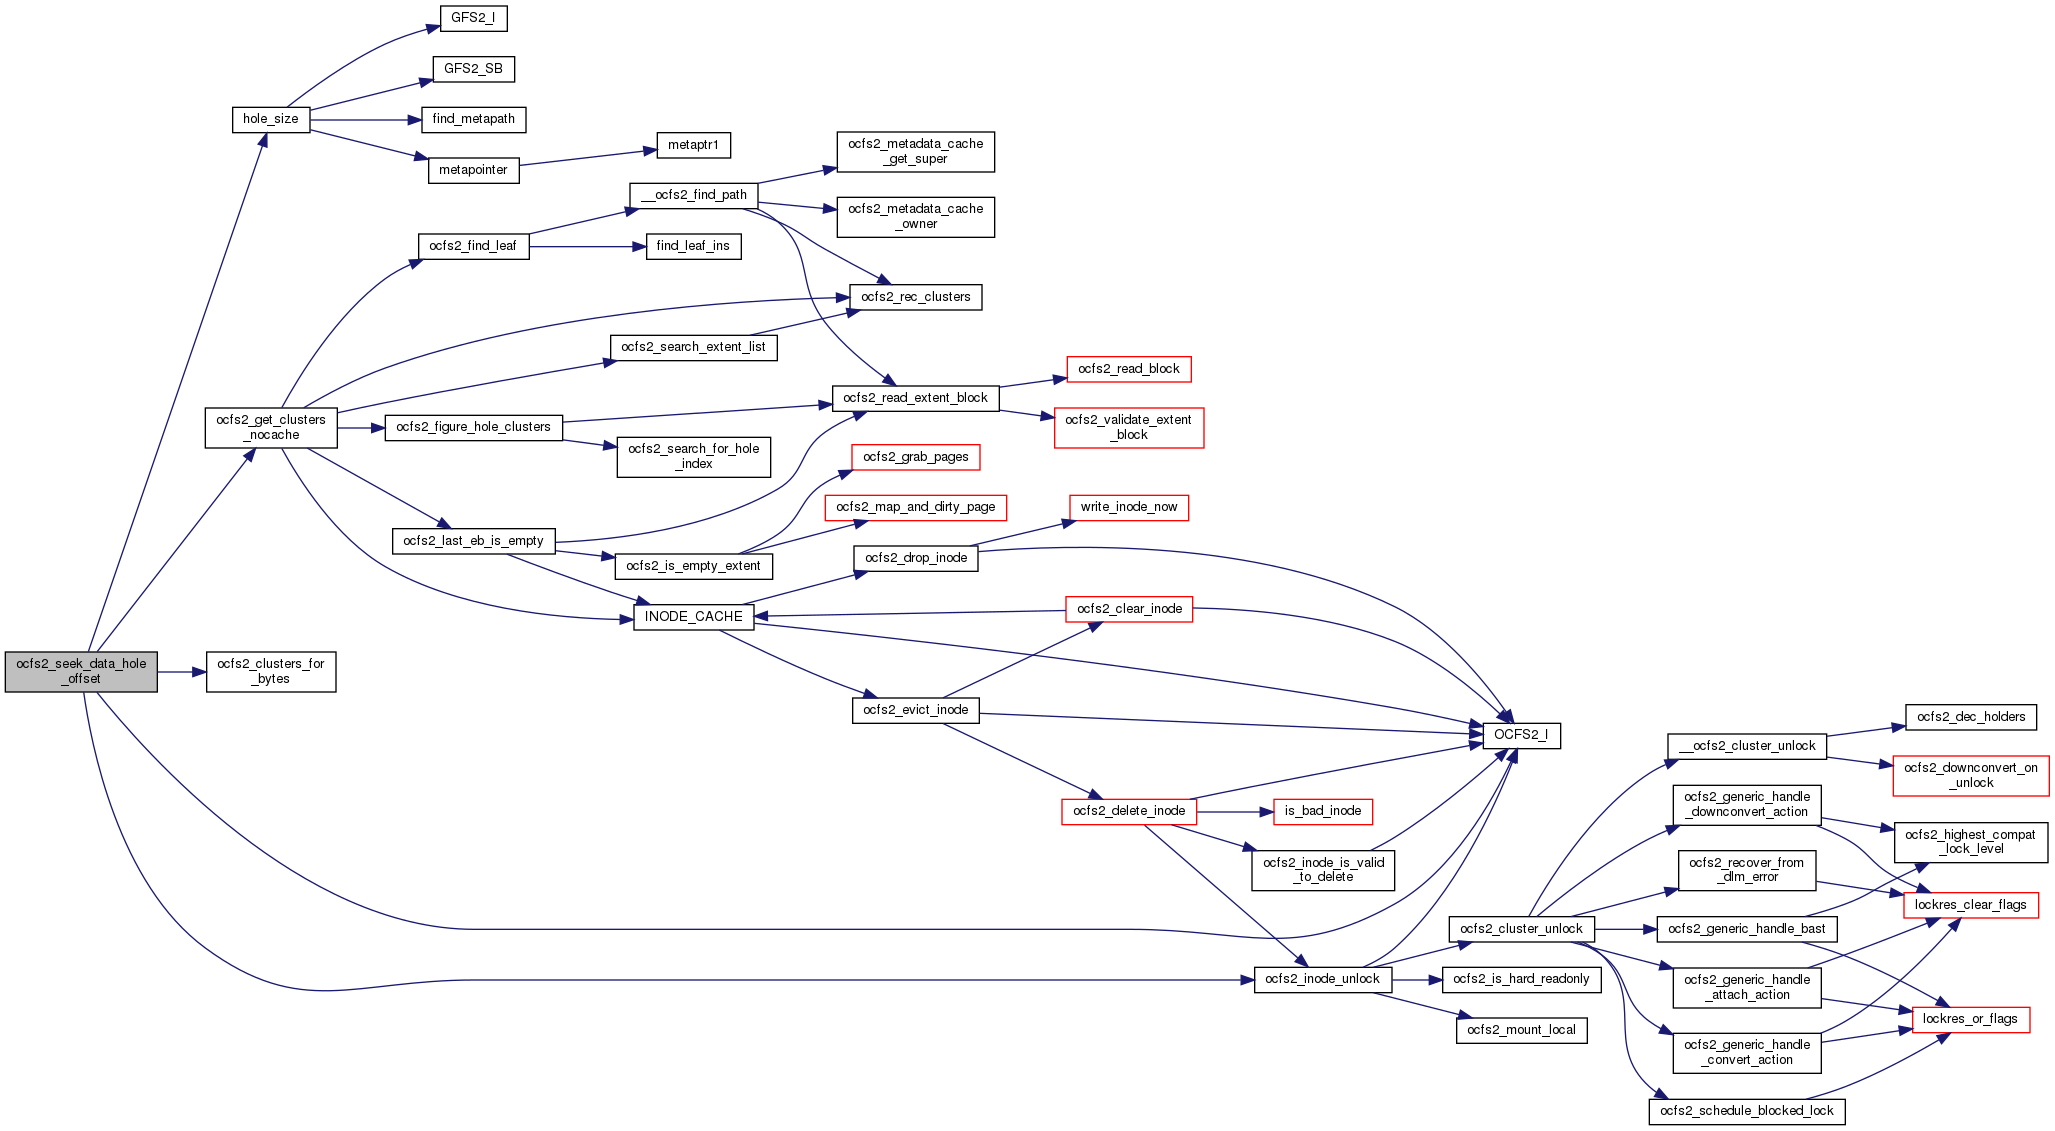 GFS2_I
GFS2_SB
hole_size
find_metapath
metapointer
metaptr1
ocfs2_metadata_cache
_get_super
__ocfs2_find_path
ocfs2_metadata_cache
_owner
ocfs2_find_leaf
find_leaf_ins
ocfs2_rec_clusters
ocfs2_search_extent_list
ocfs2_read_block
ocfs2_read_extent_block
ocfs2_get_clusters
_nocache
ocfs2_figure_hole_clusters
ocfs2_validate_extent
_block
ocfs2_search_for_hole
_index
ocfs2_grab_pages
ocfs2_map_and_dirty_page
write_inode_now
ocfs2_last_eb_is_empty
ocfs2_is_empty_extent
ocfs2_drop_inode
INODE_CACHE
ocfs2_clear_inode
ocfs2_seek_data_hole
_offset
ocfs2_clusters_for
_bytes
ocfs2_evict_inode
OCFS2_I
ocfs2_dec_holders
__ocfs2_cluster_unlock
ocfs2_downconvert_on
_unlock
ocfs2_delete_inode
is_bad_inode
ocfs2_generic_handle
_downconvert_action
ocfs2_highest_compat
_lock_level
ocfs2_inode_is_valid
_to_delete
ocfs2_recover_from
_dlm_error
lockres_clear_flags
ocfs2_cluster_unlock
ocfs2_generic_handle_bast
ocfs2_inode_unlock
ocfs2_is_hard_readonly
ocfs2_generic_handle
_attach_action
ocfs2_mount_local
lockres_or_flags
ocfs2_generic_handle
_convert_action
ocfs2_schedule_blocked_lock